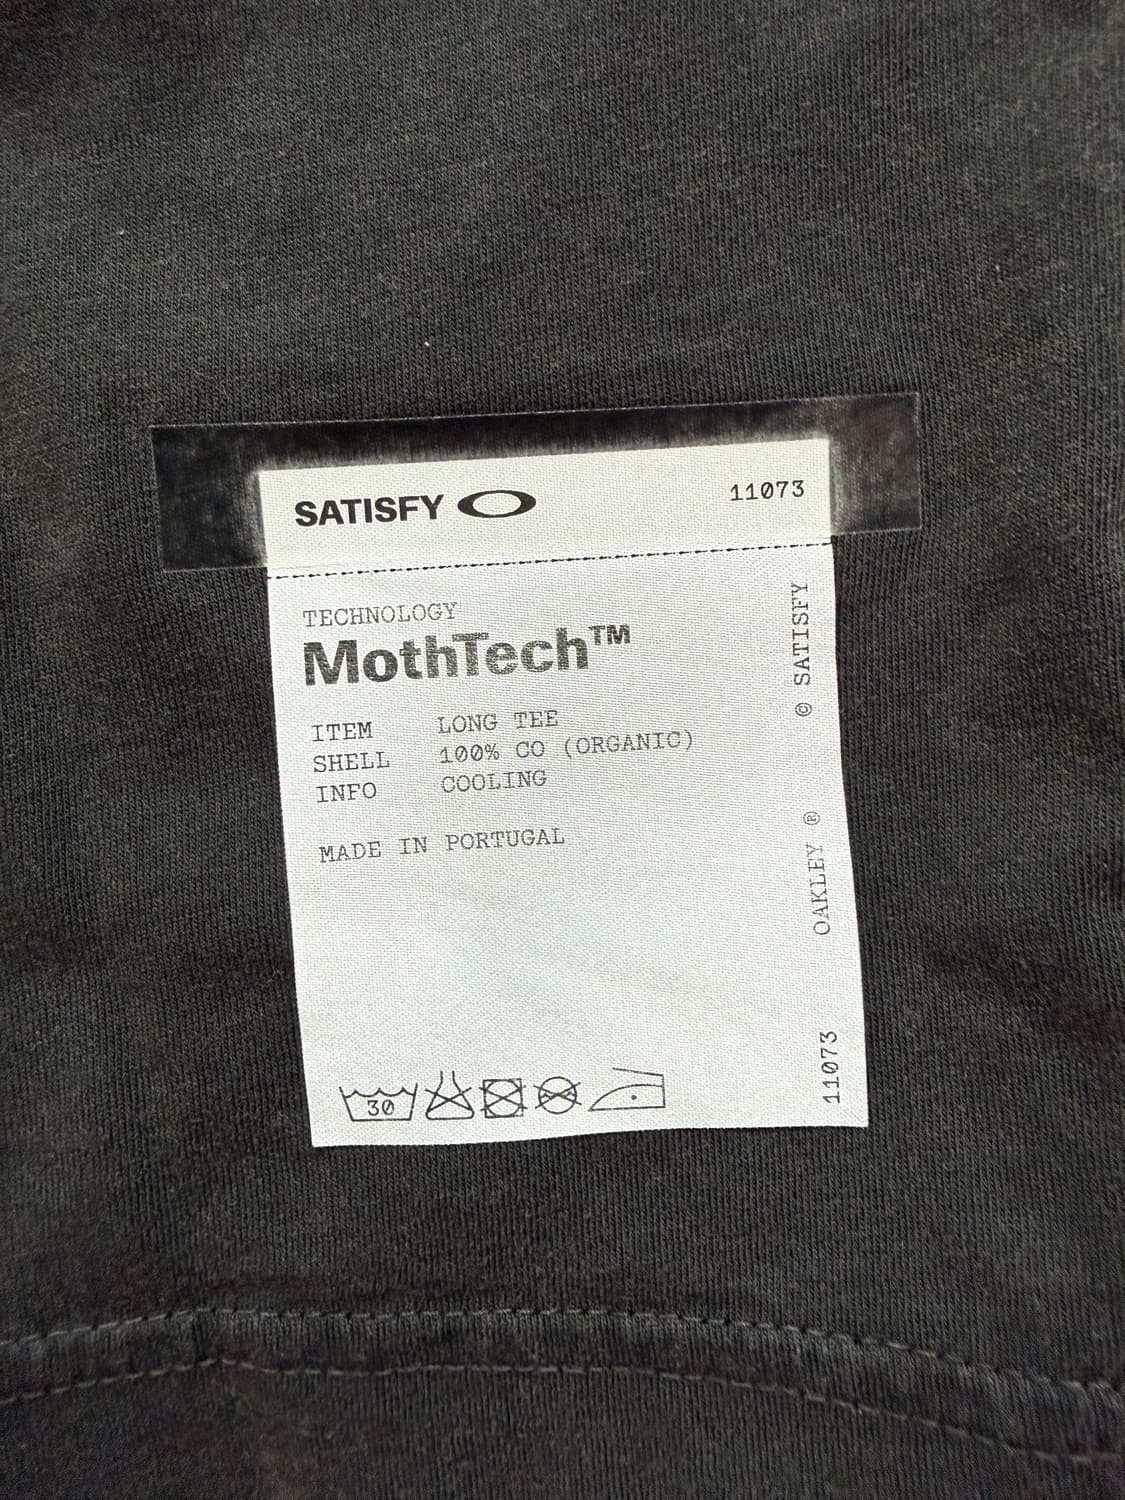 SATISFY
11073
TECHNOLOGY
MothTech™
ITEM LONG TEE
SHELL 100% CO (ORGANIC)
INFO COOLING
MADE IN PORTUGAL
30
11073 OAKLEY ® © SATISFY